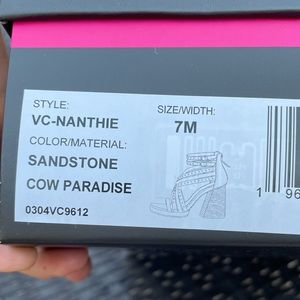 STYLE: SIZE/WIDTH:
VC-NANTHIE 7M
COLOR/MATERIAL:
SANDSTONE
COW PARADISE
1 96
0304VC9612